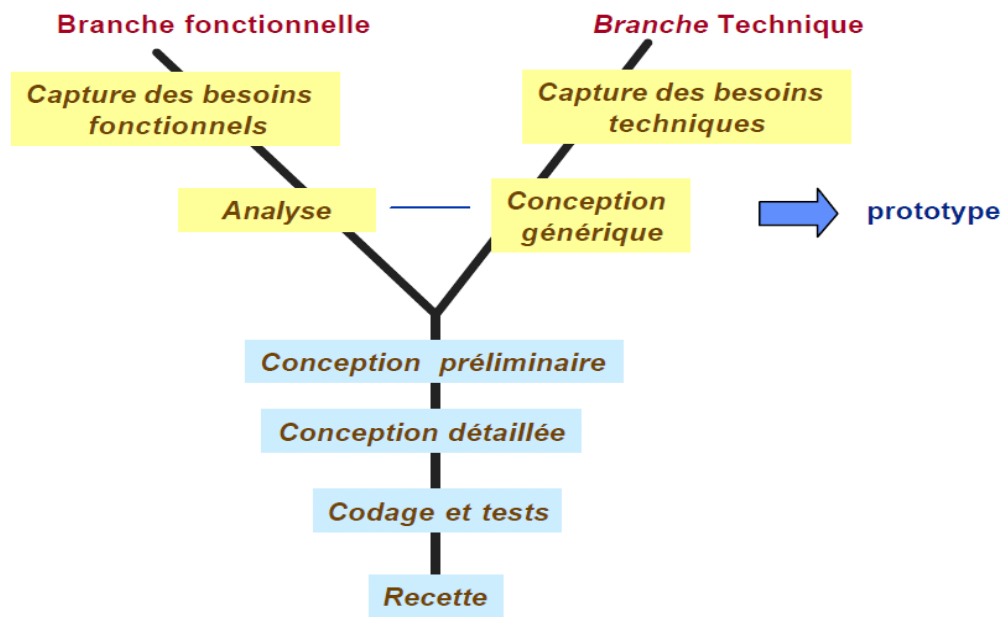 Branche fonctionnelle
Branche Technique
Capture des besoins
fonctionnels
Capture des besoins
techniques
Analyse
Conception
générique
prototype
Conception préliminaire
Conception détaillée
Codage et tests
Recette